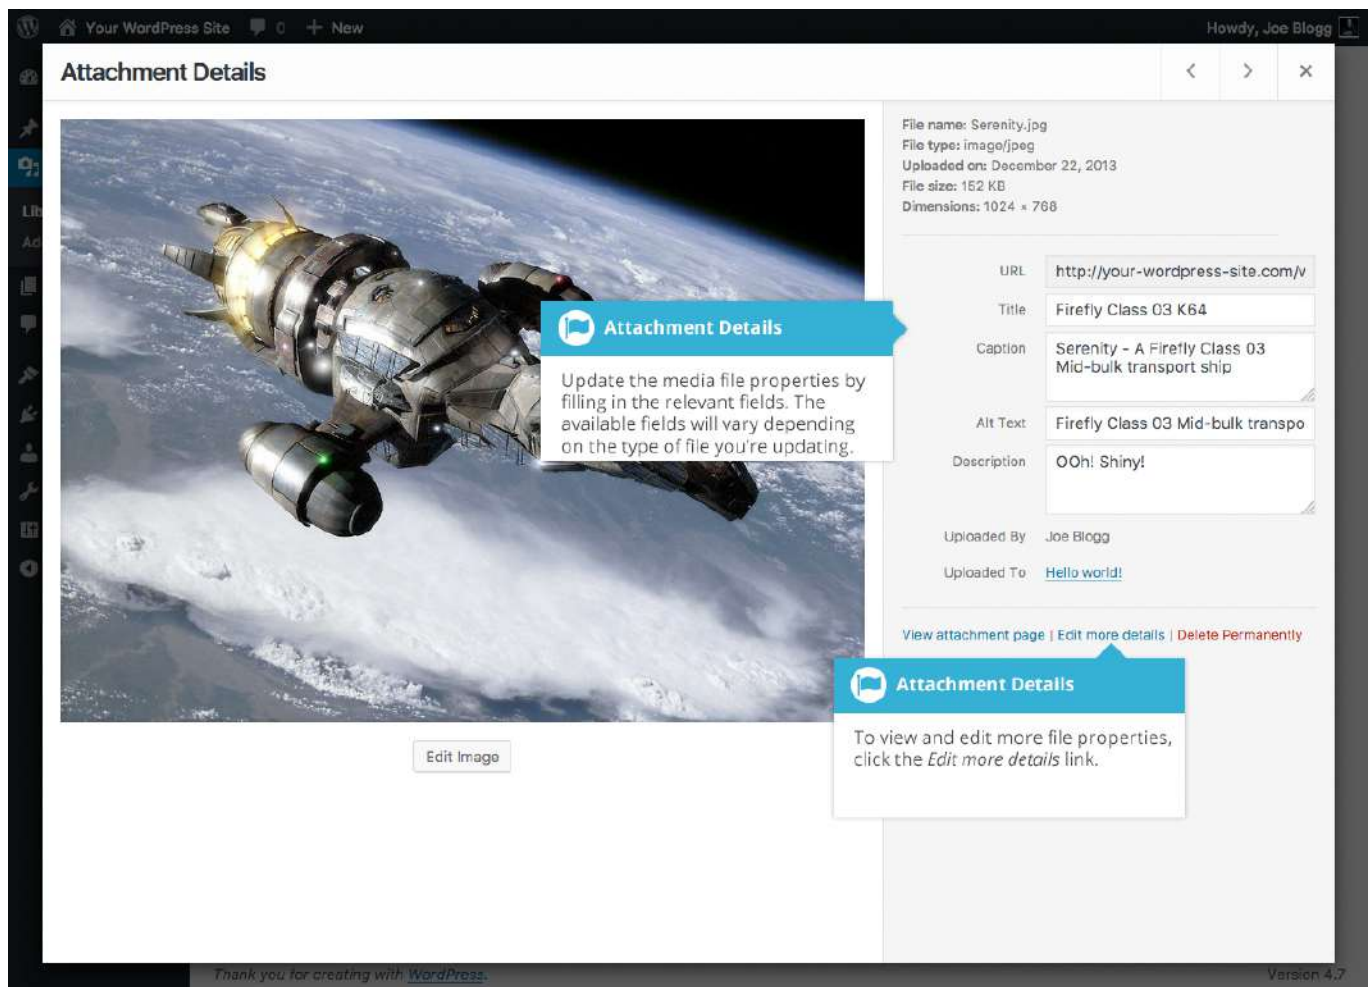 Your WordPress Site 0 + New
Howdy, Joe Blogg
Attachment Details
File name: Serenity.jpg
File type: image/jpeg
Uploaded on: December 22, 2013
File size: 152 KB
Dimensions: 1024 × 768
URL http://your-wordpress-site.com/v
Title Firefly Class 03 K64
Caption Serenity - A Firefly Class 03
Mid-bulk transport ship
Alt Text Firefly Class 03 Mid-bulk transpo
Description OOh! Shiny!
Uploaded By Joe Blogg
Uploaded To Hello world!
View attachment page | Edit more details | Delete Permanently
Attachment Details
Update the media file properties by
filling in the relevant fields. The
available fields will vary depending
on the type of file you're updating.
Attachment Details
To view and edit more file properties,
click the Edit more details link.
Edit Image
Lib
Ad
Thank you for creating with WordPress.
Version 4.7